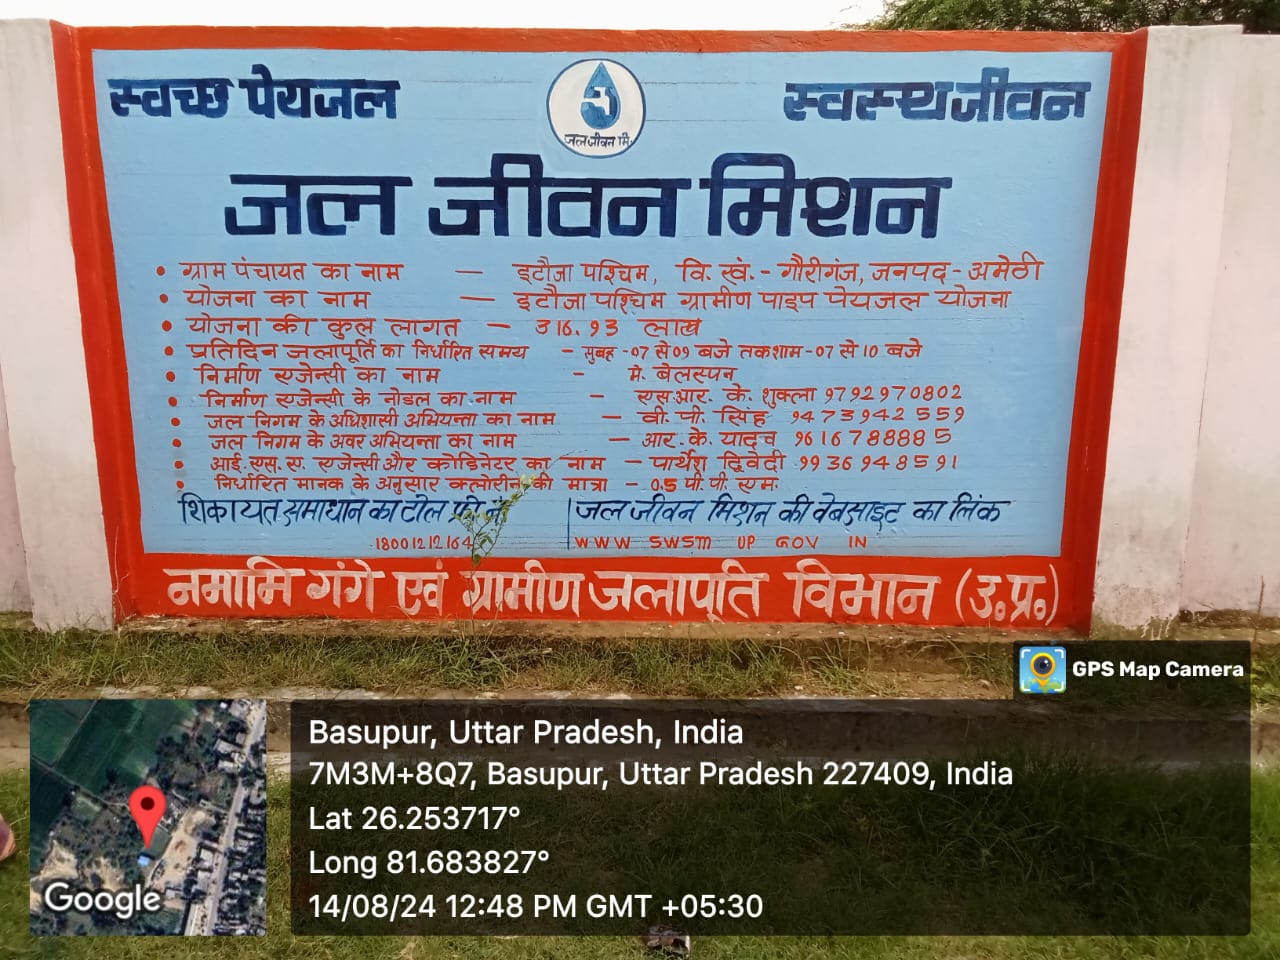 स्वच्छ पेयजल
स्वस्थ जीवन
जल जीवन मि.
जल जीवन मिशन
• ग्राम पंचायत का नाम — इटौजा पश्चिम, वि. खं. - गौरीगंज, जनपद - अमेठी
• योजना का नाम — इटौजा पश्चिम ग्रामीण पाइप पेयजल योजना
• योजना की कुल लागत — 316.93 लाख
• प्रतिदिन जलापूर्ति का निर्धारित समय - सुबह - 07 से 09 बजे तक शाम - 07 से 10 बजे
• निर्माण एजेन्सी का नाम - मे. वेलस्पन
• निर्माण एजेन्सी के नोडल का नाम - एस.आर. के. शुक्ला 9792970802
• जल निगम के अधिशासी अभियन्ता का नाम — वी. पी. सिंह 9473942559
• जल निगम के अवर अभियन्ता का नाम — आर. के. यादव 9616788885
• आई. एस. ए. एजेन्सी और कोडिनेटर का नाम — पार्थेश द्विवेदी 9936948591
• निर्धारित मानक के अनुसार क्लोरीन की मात्रा - 0.5 पी. पी. एम.
शिकायत समाधान का टोल फ्री नं
18001212164
जल जीवन मिशन की वेबसाइट का लिंक
WWW SWSM UP GOV IN
नमामि गंगे एवं ग्रामीण जलापूर्ति विभान (उ.प्र.)
GPS Map Camera
Basupur, Uttar Pradesh, India
7M3M+8Q7, Basupur, Uttar Pradesh 227409, India
Lat 26.253717°
Long 81.683827°
14/08/24 12:48 PM GMT +05:30
Google